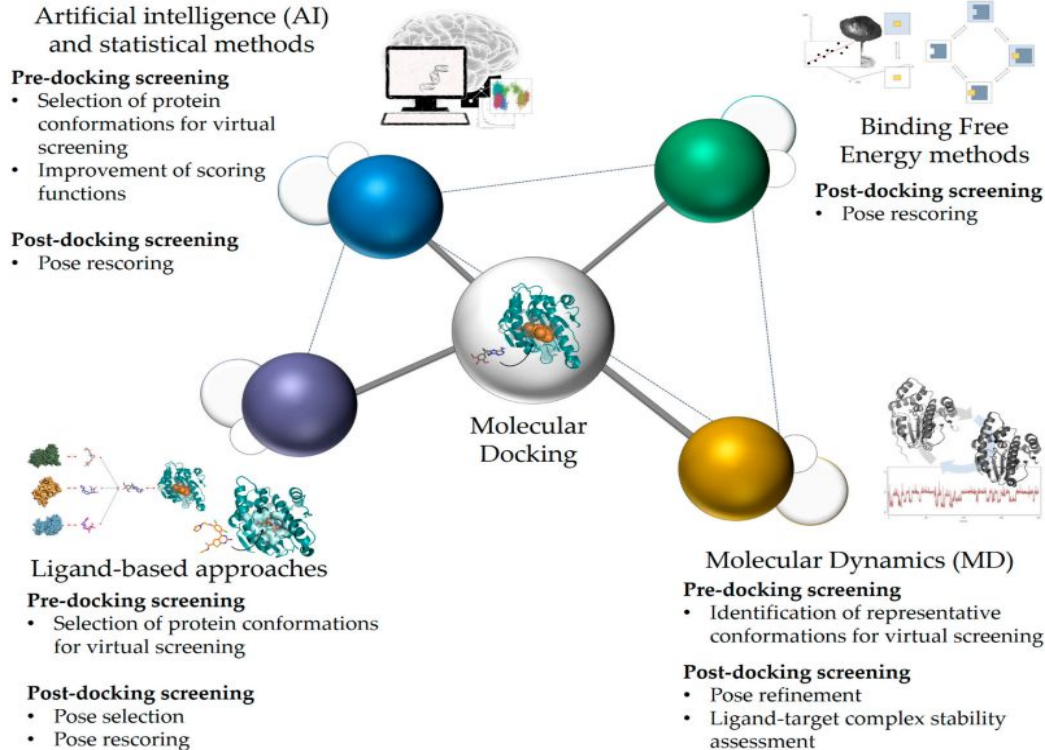 Artificial intelligence (AI)
and statistical methods
Pre-docking screening
• Selection of protein
conformations for virtual
screening
• Improvement of scoring
functions
Post-docking screening
• Pose rescoring
Binding Free
Energy methods
Post-docking screening
• Pose rescoring
Molecular
Docking
Ligand-based approaches
Pre-docking screening
• Selection of protein conformations
for virtual screening
Post-docking screening
• Pose selection
• Pose rescoring
Molecular Dynamics (MD)
Pre-docking screening
• Identification of representative
conformations for virtual screening
Post-docking screening
• Pose refinement
• Ligand-target complex stability
assessment